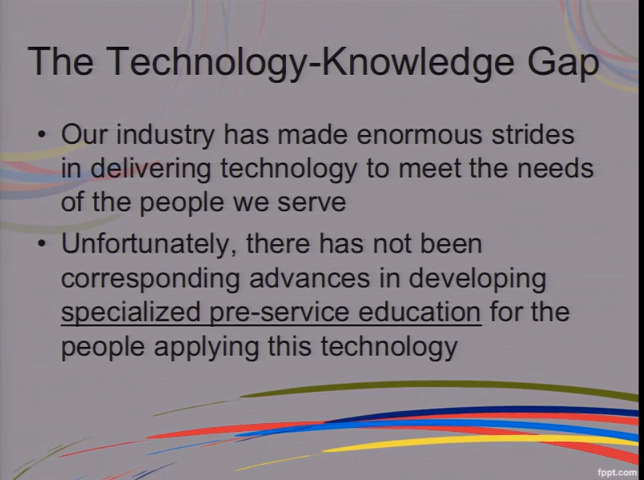 The Technology-Knowledge Gap
• Our industry has made enormous strides
in delivering technology to meet the needs
of the people we serve
• Unfortunately, there has not been
corresponding advances in developing
specialized pre-service education for the
people applying this technology
fppt.com